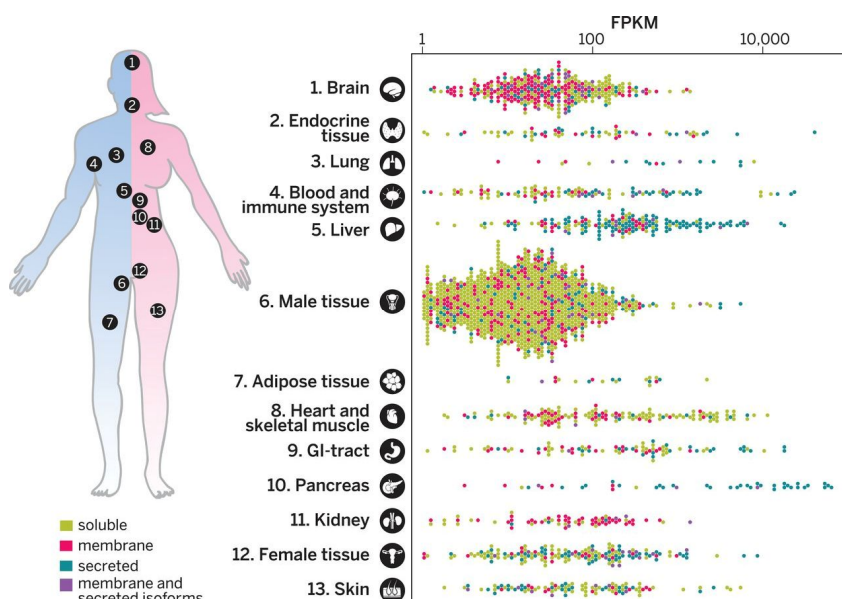 FPKM
1 100 10,000
1. Brain
2. Endocrine
tissue
3. Lung
4. Blood and
immune system
5. Liver
6. Male tissue
7. Adipose tissue
8. Heart and
skeletal muscle
9. GI-tract
10. Pancreas
11. Kidney
12. Female tissue
13. Skin
1
2
3
8
4
5
9
10
11
12
6
13
7
soluble
membrane
secreted
membrane and
secreted isoforms